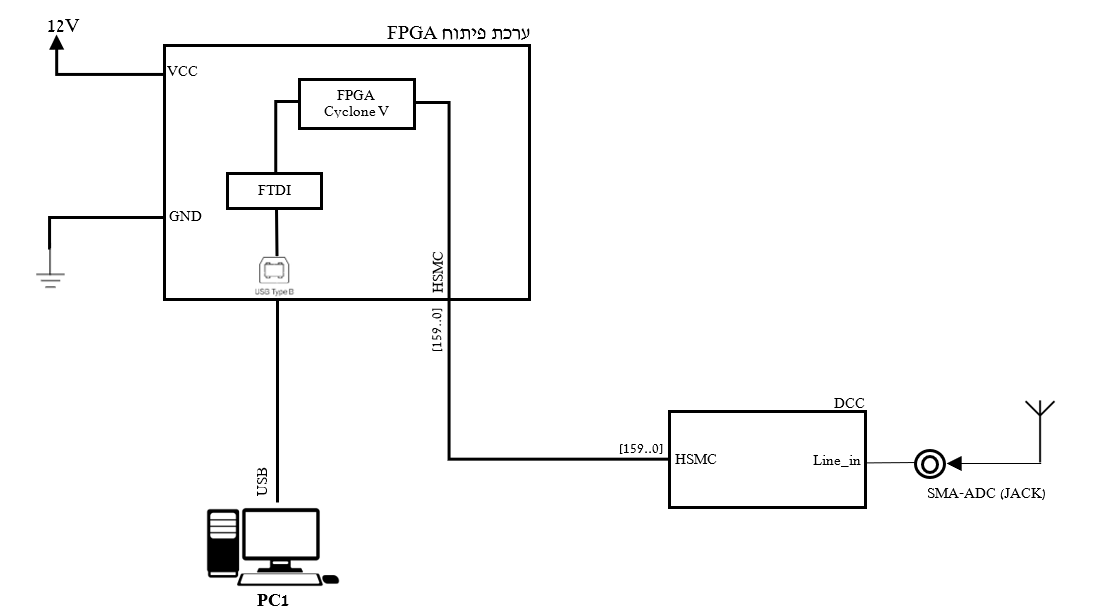 12V
ערכת פיתוח FPGA
VCC
FPGA
Cyclone V
FTDI
GND
HSMC
USB Type B
[159..0]
DCC
[159..0]
HSMC
Line_in
USB
SMA-ADC (JACK)
PC1